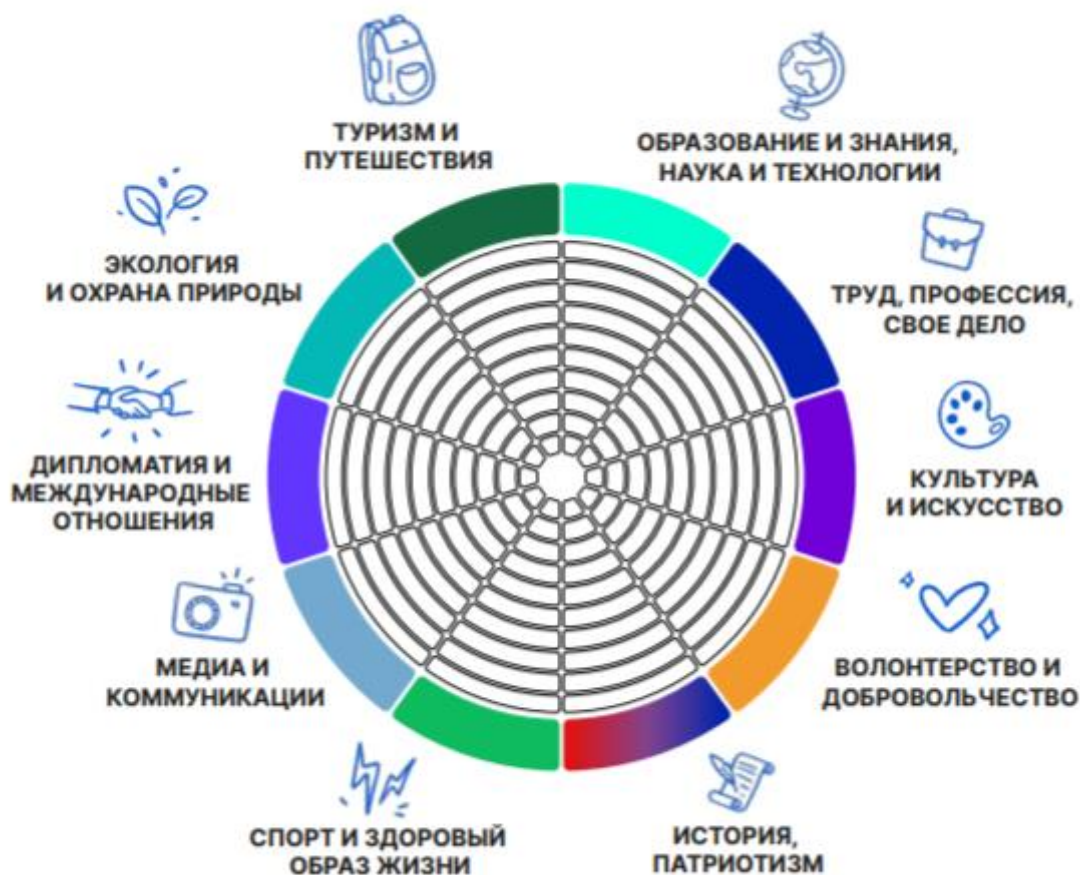 ТУРИЗМ И
ПУТЕШЕСТВИЯ
ОБРАЗОВАНИЕ И ЗНАНИЯ,
НАУКА И ТЕХНОЛОГИИ
ЭКОЛОГИЯ
И ОХРАНА ПРИРОДЫ
ТРУД, ПРОФЕССИЯ,
СВОЕ ДЕЛО
ДИПЛОМАТИЯ И
МЕЖДУНАРОДНЫЕ
ОТНОШЕНИЯ
КУЛЬТУРА
И ИСКУССТВО
МЕДИА И
КОММУНИКАЦИИ
ВОЛОНТЕРСТВО И
ДОБРОВОЛЬЧЕСТВО
СПОРТ И ЗДОРОВЫЙ
ОБРАЗ ЖИЗНИ
ИСТОРИЯ,
ПАТРИОТИЗМ